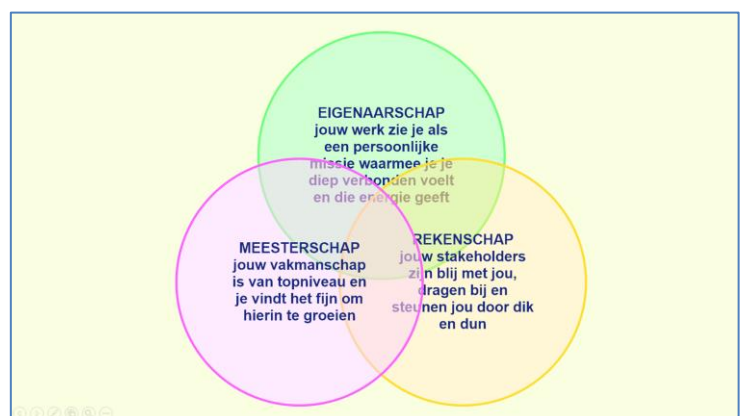 EIGENAARSCHAP
jouw werk zie je als
een persoonlijke
missie waarmee je je
diep verbonden voelt
en die energie geeft
MEESTERSCHAP
jouw vakmanschap
is van topniveau en
je vindt het fijn om
hierin te groeien
REKENSCHAP
jouw stakeholders
zijn blij met jou,
dragen bij en
steunen jou door dik
en dun